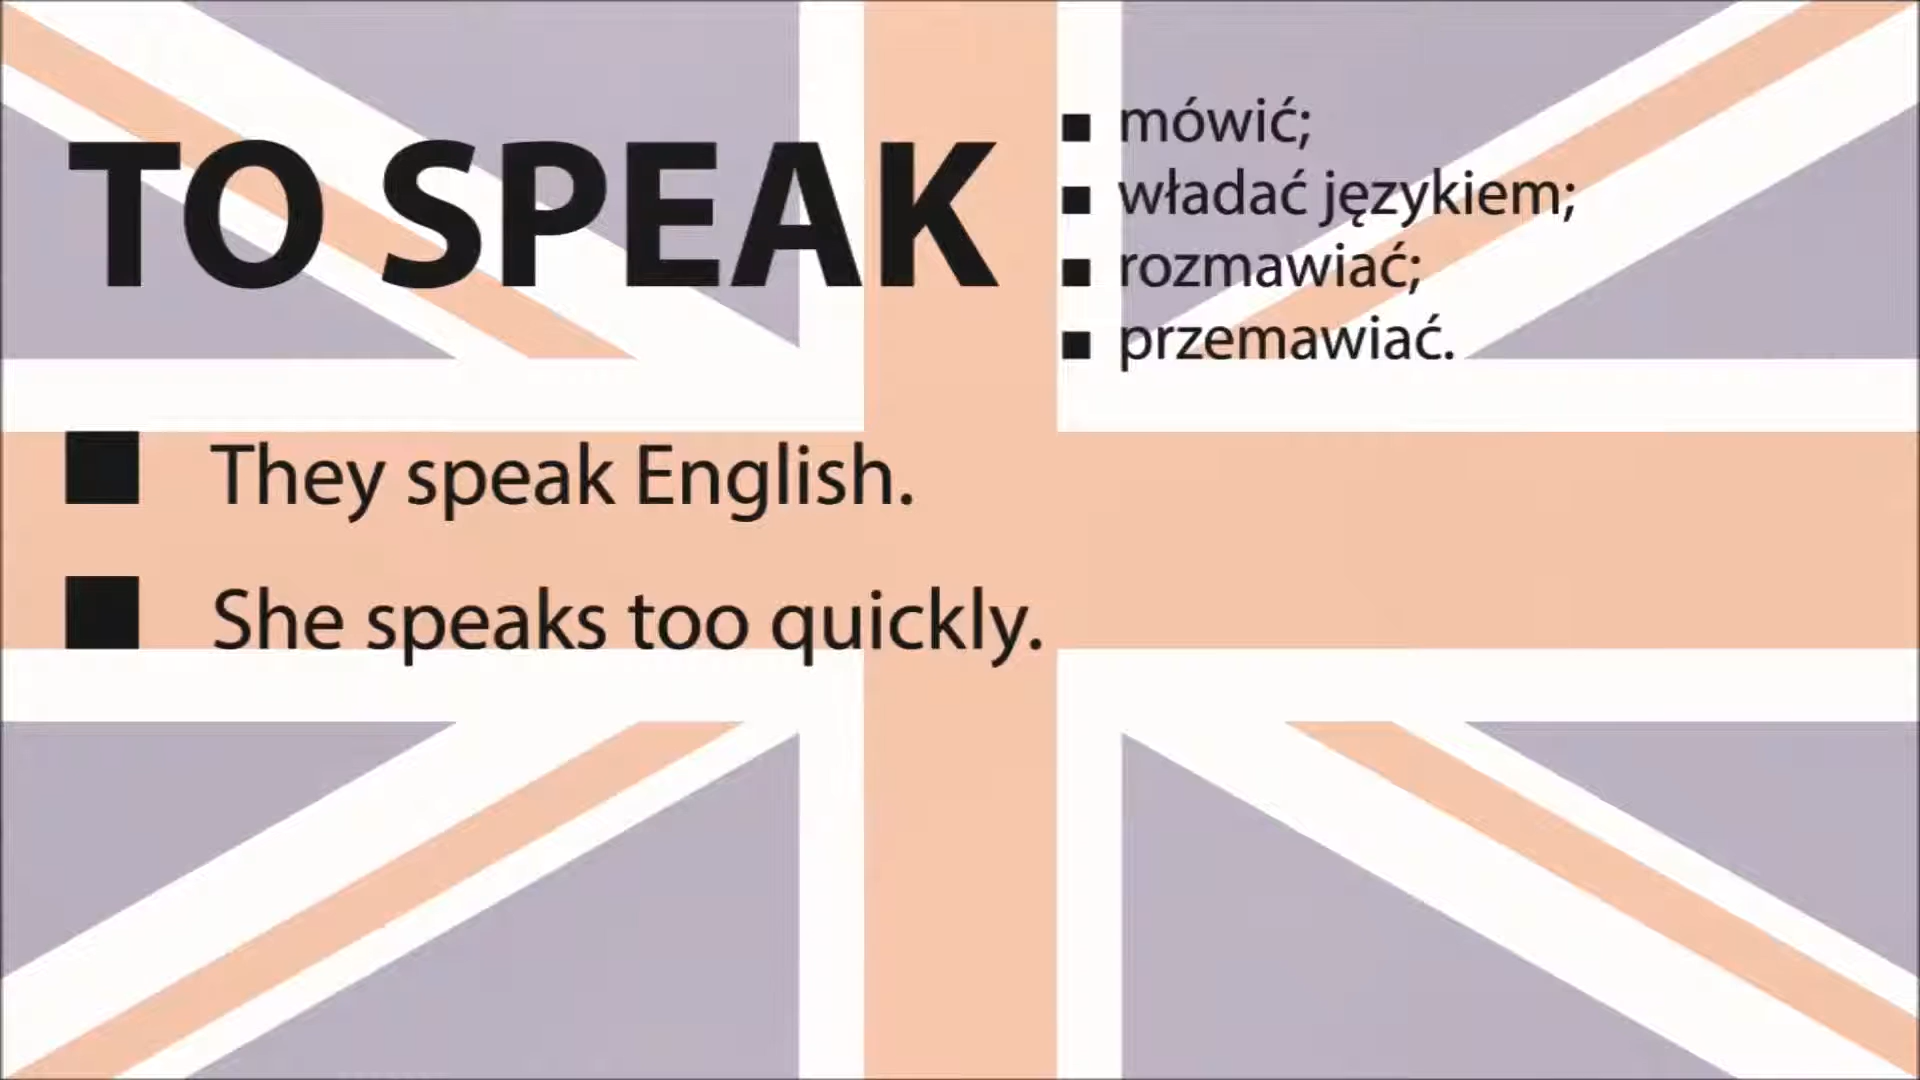 TO SPEAK
▪ mówić;
▪ władać językiem;
▪ rozmawiać;
▪ przemawiać.
■ They speak English.
■ She speaks too quickly.